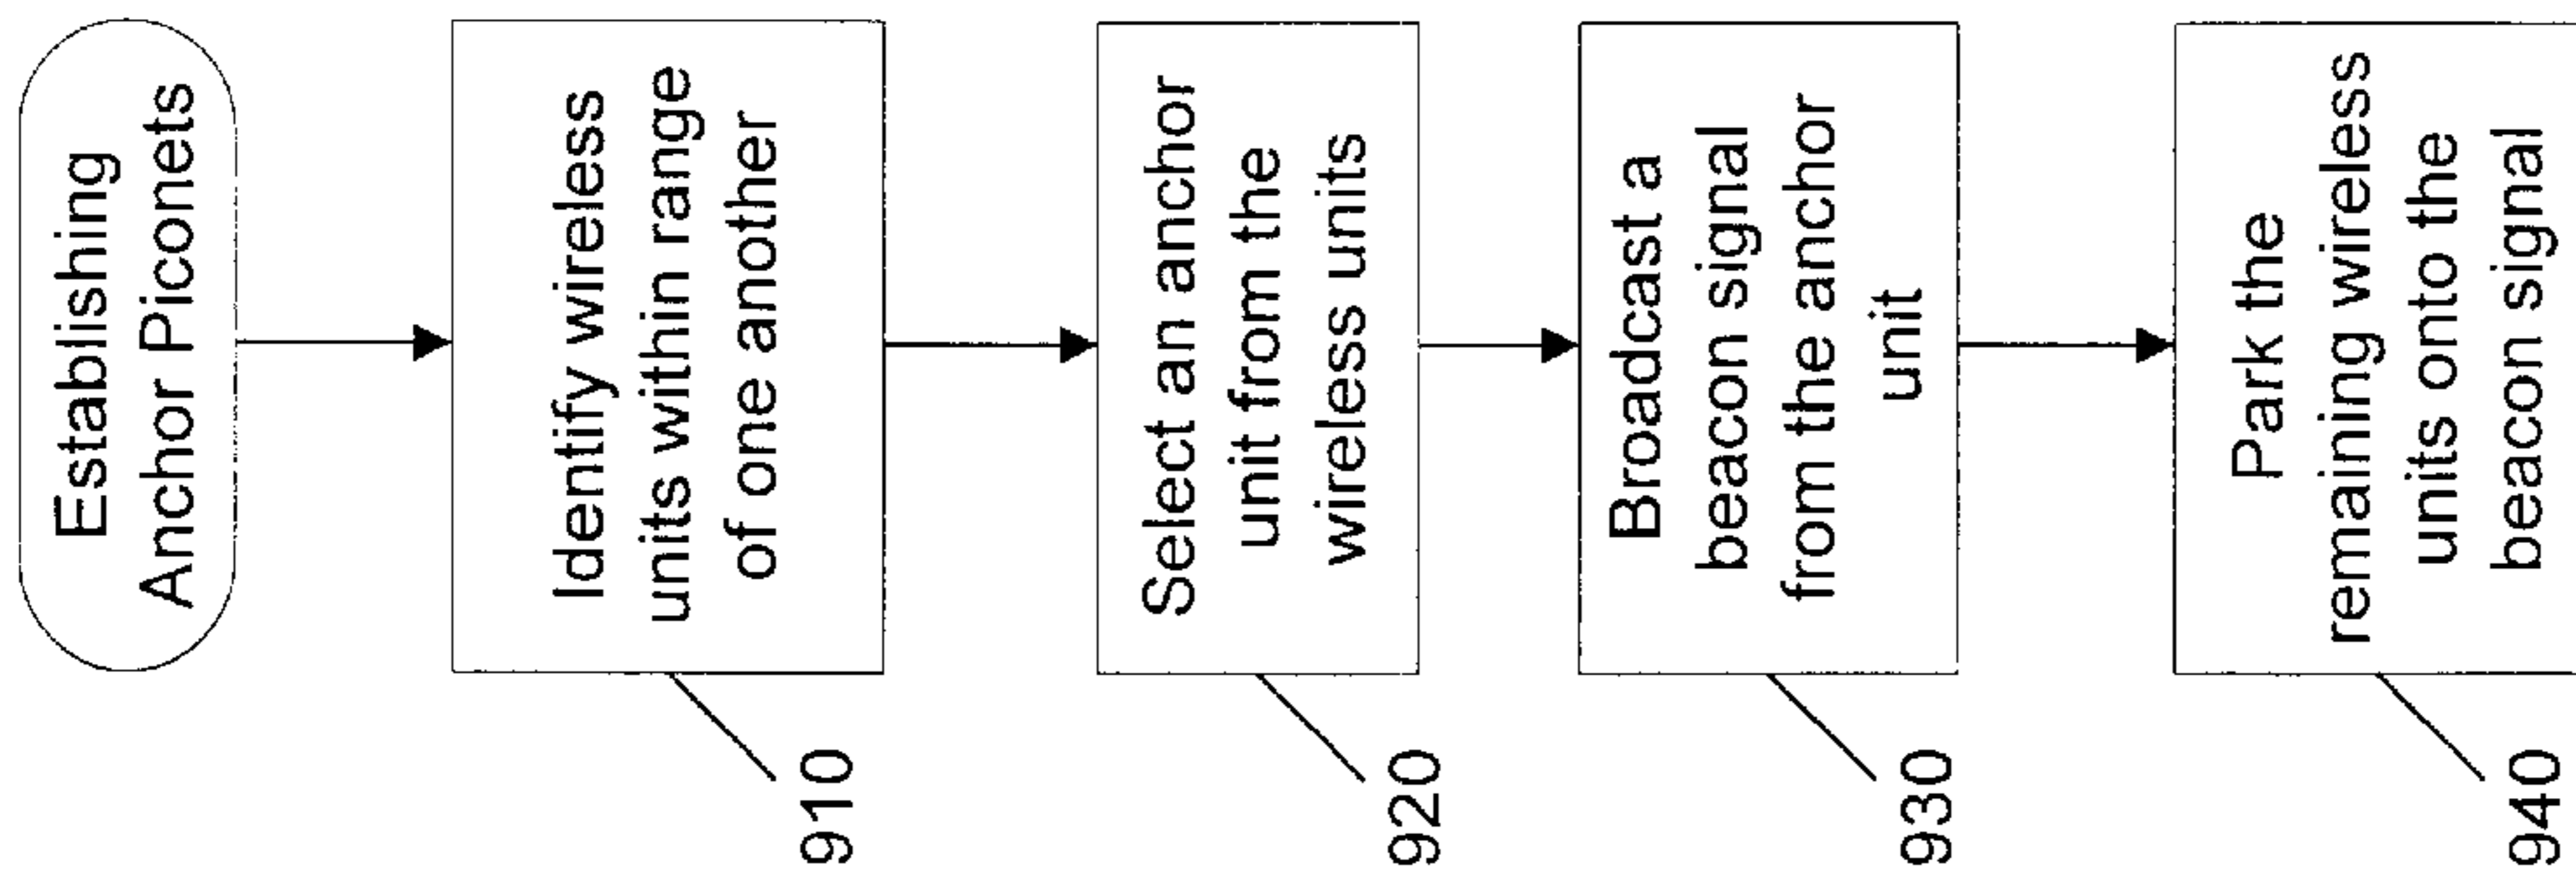 Establishing
Anchor Piconets
Identify wireless
units within range
of one another
910
Select an anchor
unit from the
wireless units
920
Broadcast a
beacon signal
from the anchor
unit
930
Park the
remaining wireless
units onto the
beacon signal
940